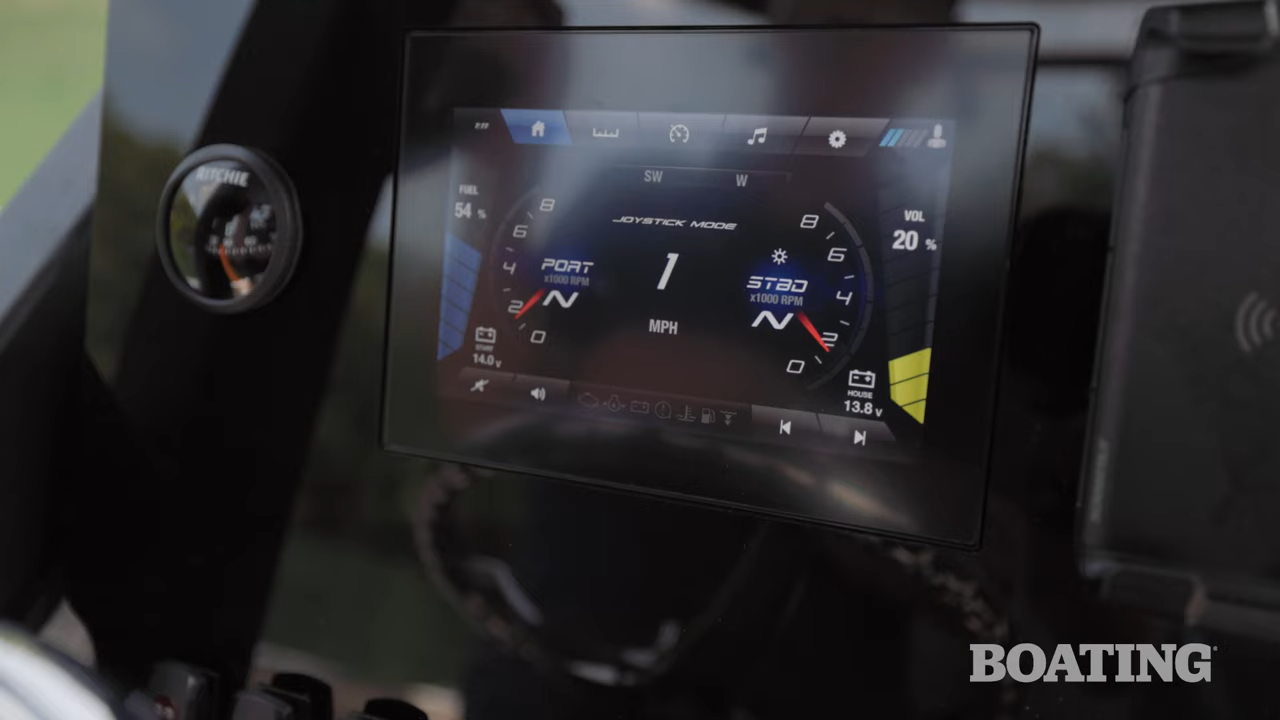 RITCHIE
SW W
FUEL
54 %
VOL
20 %
JOYSTICK MODE
8
6
4
2
0
PORT
x1000 RPM
N
1
MPH
STBD
x1000 RPM
N
8
6
4
2
0
START
14.0 V
HOUSE
13.8 V
BOATING